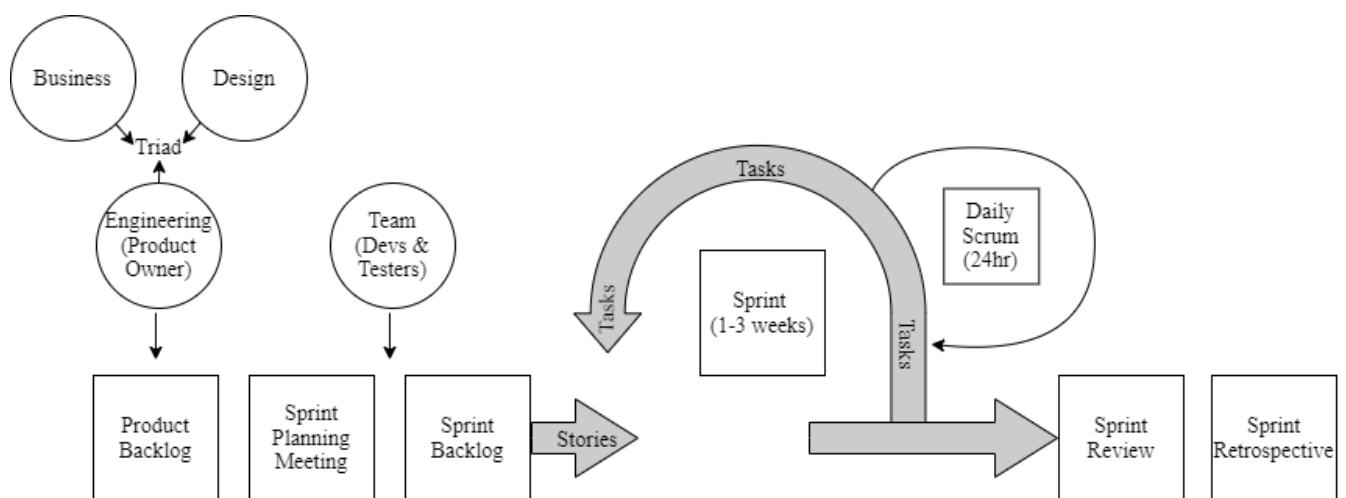 Business
Design
Triad
Engineering
(Product
Owner)
Team
(Devs &
Testers)
Tasks
Tasks
Tasks
Daily
Scrum
(24hr)
Sprint
(1-3 weeks)
Product
Backlog
Sprint
Planning
Meeting
Sprint
Backlog
Stories
Sprint
Review
Sprint
Retrospective